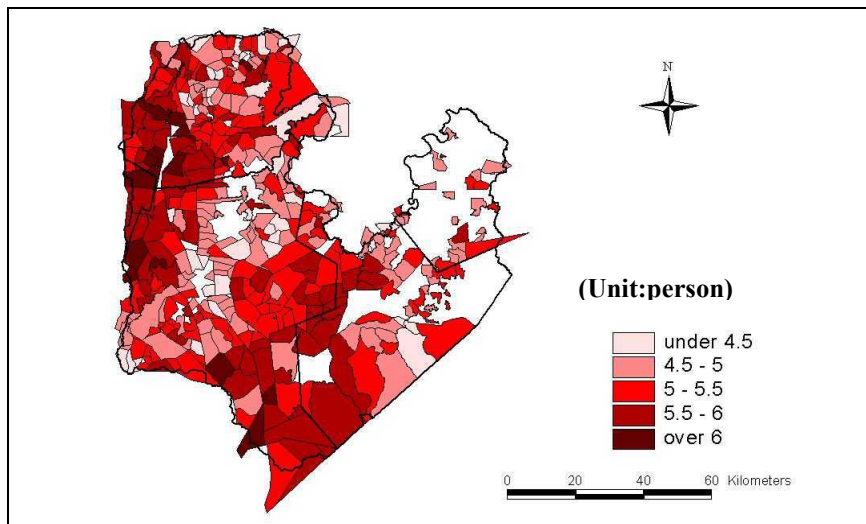 N
(Unit:person)
under 4.5
4.5 - 5
5 - 5.5
5.5 - 6
over 6
0 20 40 60 Kilometers